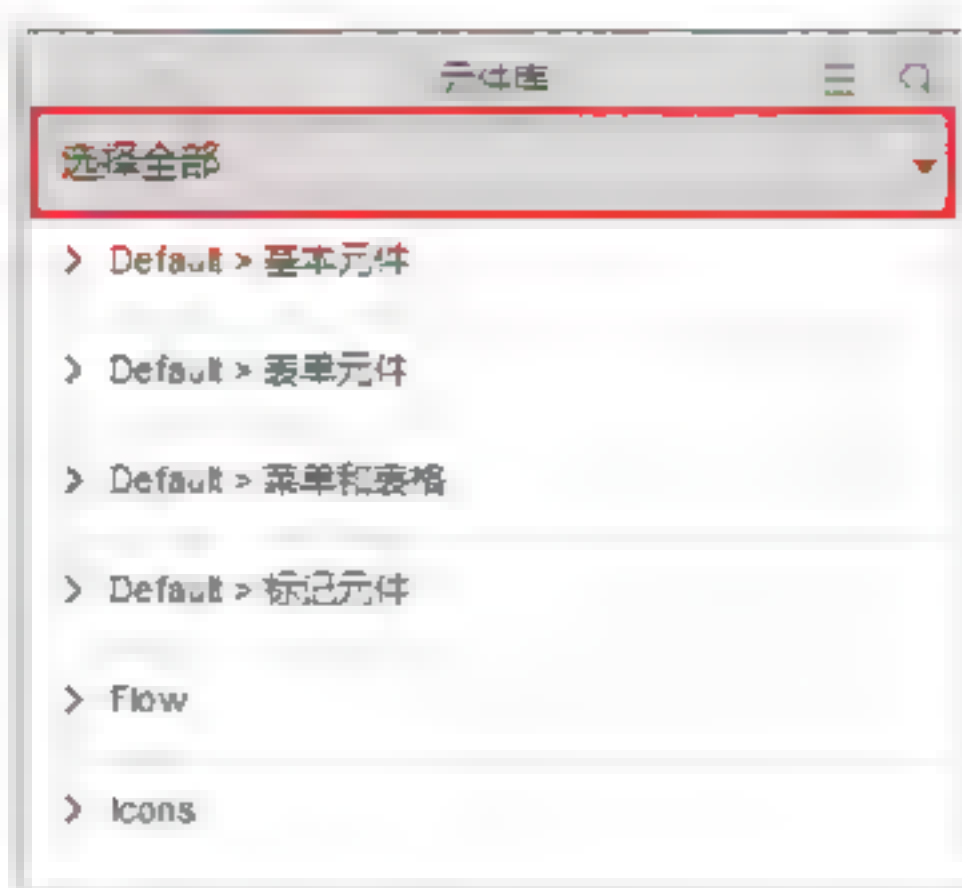 元件库
选择全部
Default > 基本元件
Default > 表单元件
Default > 菜单和表格
Default > 标记元件
Flow
Icons